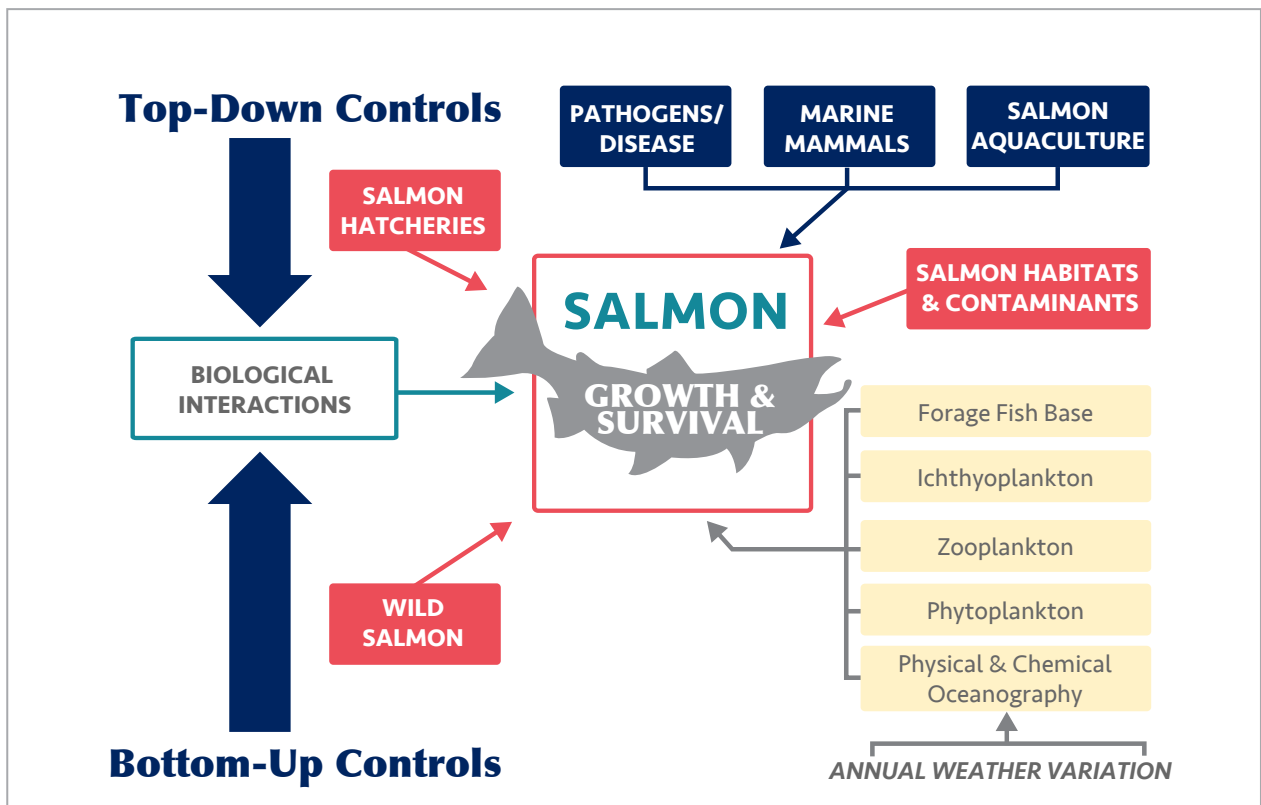 Top-Down Controls
PATHOGENS/
DISEASE
MARINE
MAMMALS
SALMON
AQUACULTURE
SALMON
HATCHERIES
SALMON HABITATS
& CONTAMINANTS
SALMON
GROWTH &
SURVIVAL
BIOLOGICAL
INTERACTIONS
Forage Fish Base
Ichthyoplankton
Zooplankton
Phytoplankton
Physical & Chemical
Oceanography
WILD
SALMON
Bottom-Up Controls
ANNUAL WEATHER VARIATION